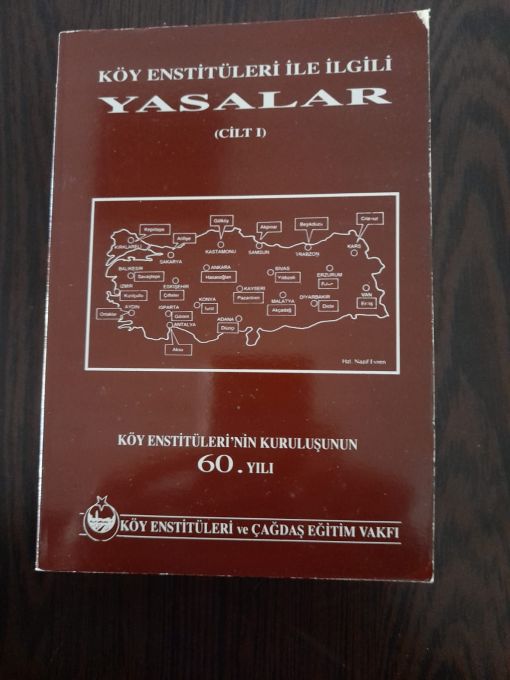 KÖY ENSTİTÜLERİ İLE İLGİLİ
YASALAR
(CİLT I)
Kepirtepe
KIRKLARELİ
Arifiye
SAKARYA
Gölköy
KASTAMONU
Akpınar
SAMSUN
Beşikdüzü
TRABZON
KARS
BALIKESİR
Savaştepe
ANKARA
Hasanoğlan
SİVAS
Yıldızeli
ERZURUM
İZMİR
Kızılçullu
ESKİŞEHİR
Çifteler
KAYSERİ
Pazarören
MALATYA
Akçadağ
DİYARBAKIR
Dicle
VAN
Ortaklar
AYDIN
ISPARTA
Gönen
KONYA
İvriz
ADANA
Düziçi
ANTALYA
Aksu
Hzl. Nazif Evren
KÖY ENSTİTÜLERİ'NİN KURULUŞUNUN
60. YILI
KÖY ENSTİTÜLERİ ve ÇAĞDAŞ EĞİTİM VAKFI